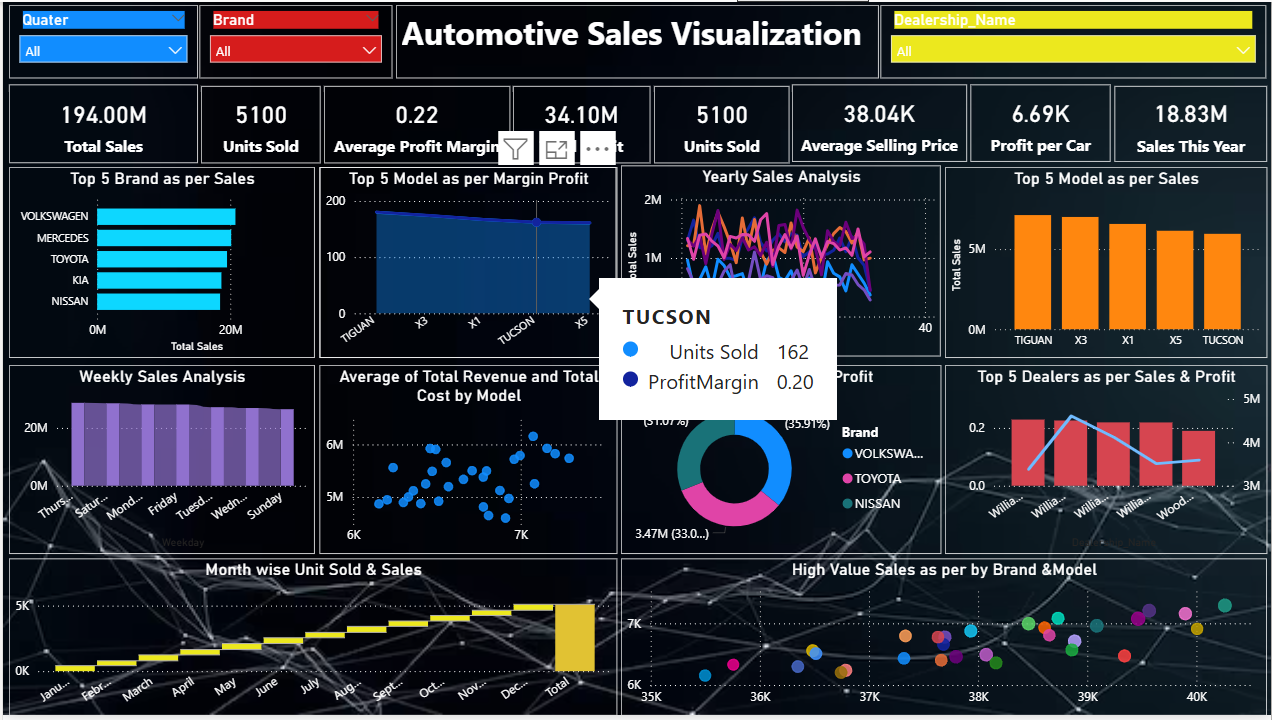 Quater
All
Brand
All
Automotive Sales Visualization
Dealership_Name
All
194.00M
Total Sales
5100
Units Sold
0.22
Average Profit Margin
34.10M
5100
Units Sold
38.04K
Average Selling Price
6.69K
Profit per Car
18.83M
Sales This Year
Top 5 Brand as per Sales
VOLKSWAGEN
MERCEDES
TOYOTA
KIA
NISSAN
0M 20M
Total Sales
Top 5 Model as per Margin Profit
200
100
0
TIGUAN X3 X1 TUCSON X5
Yearly Sales Analysis
2M
1M
Total Sales
40
Top 5 Model as per Sales
Total Sales
5M
0M
TIGUAN X3 X1 X5 TUCSON
TUCSON
Units Sold 162
ProfitMargin 0.20
Weekly Sales Analysis
20M
0M
Thurs... Satur... Mond... Friday Tuesd... Wedn... Sunday
Weekday
Average of Total Revenue and Total
Cost by Model
6M
5M
6K 7K
Profit
(31.07%) (35.91%)
3.47M (33.0...)
Brand
VOLKSWA...
TOYOTA
NISSAN
Top 5 Dealers as per Sales & Profit
0.2
0.0
5M
4M
3M
Willia... Willia... Willia... Willia... Wood...
Month wise Unit Sold & Sales
5K
0K
Janu... Febr... March April May June July Aug... Sept... Oct... Nov... Dec... Total
High Value Sales as per by Brand &Model
7K
6K
35K 36K 37K 38K 39K 40K